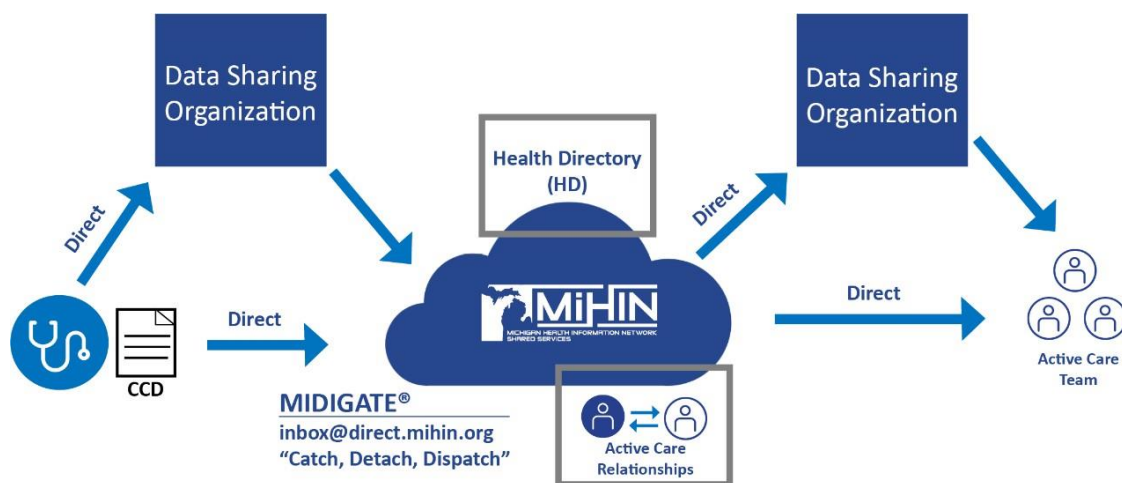 Data Sharing
Organization
Data Sharing
Organization
Health Directory
(HD)
Direct
Direct
MiHIN
MICHIGAN HEALTH INFORMATION NETWORK
SHARED SERVICES
Direct
Direct
CCD
Active Care
Team
MIDIGATE®
inbox@direct.mihin.org
“Catch, Detach, Dispatch”
Active Care
Relationships